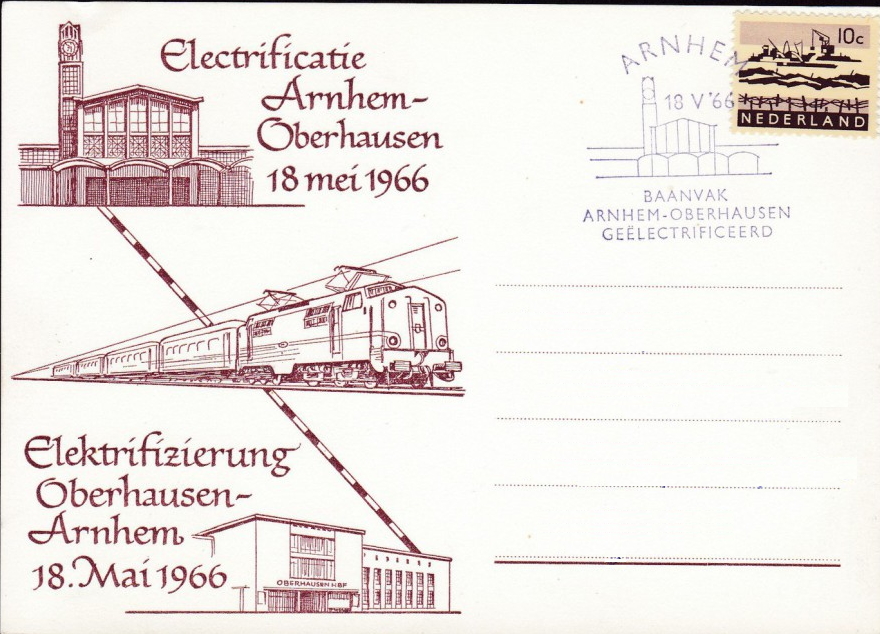 Electrificatie
Arnhem-
Oberhausen
18 mei 1966
ARNHEM
18 V '66
10c
NEDERLAND
BAANVAK
ARNHEM-OBERHAUSEN
GEËLECTRIFICEERD
Elektrifizierung
Oberhausen-
Arnhem
18. Mai 1966
OBERHAUSEN HBF